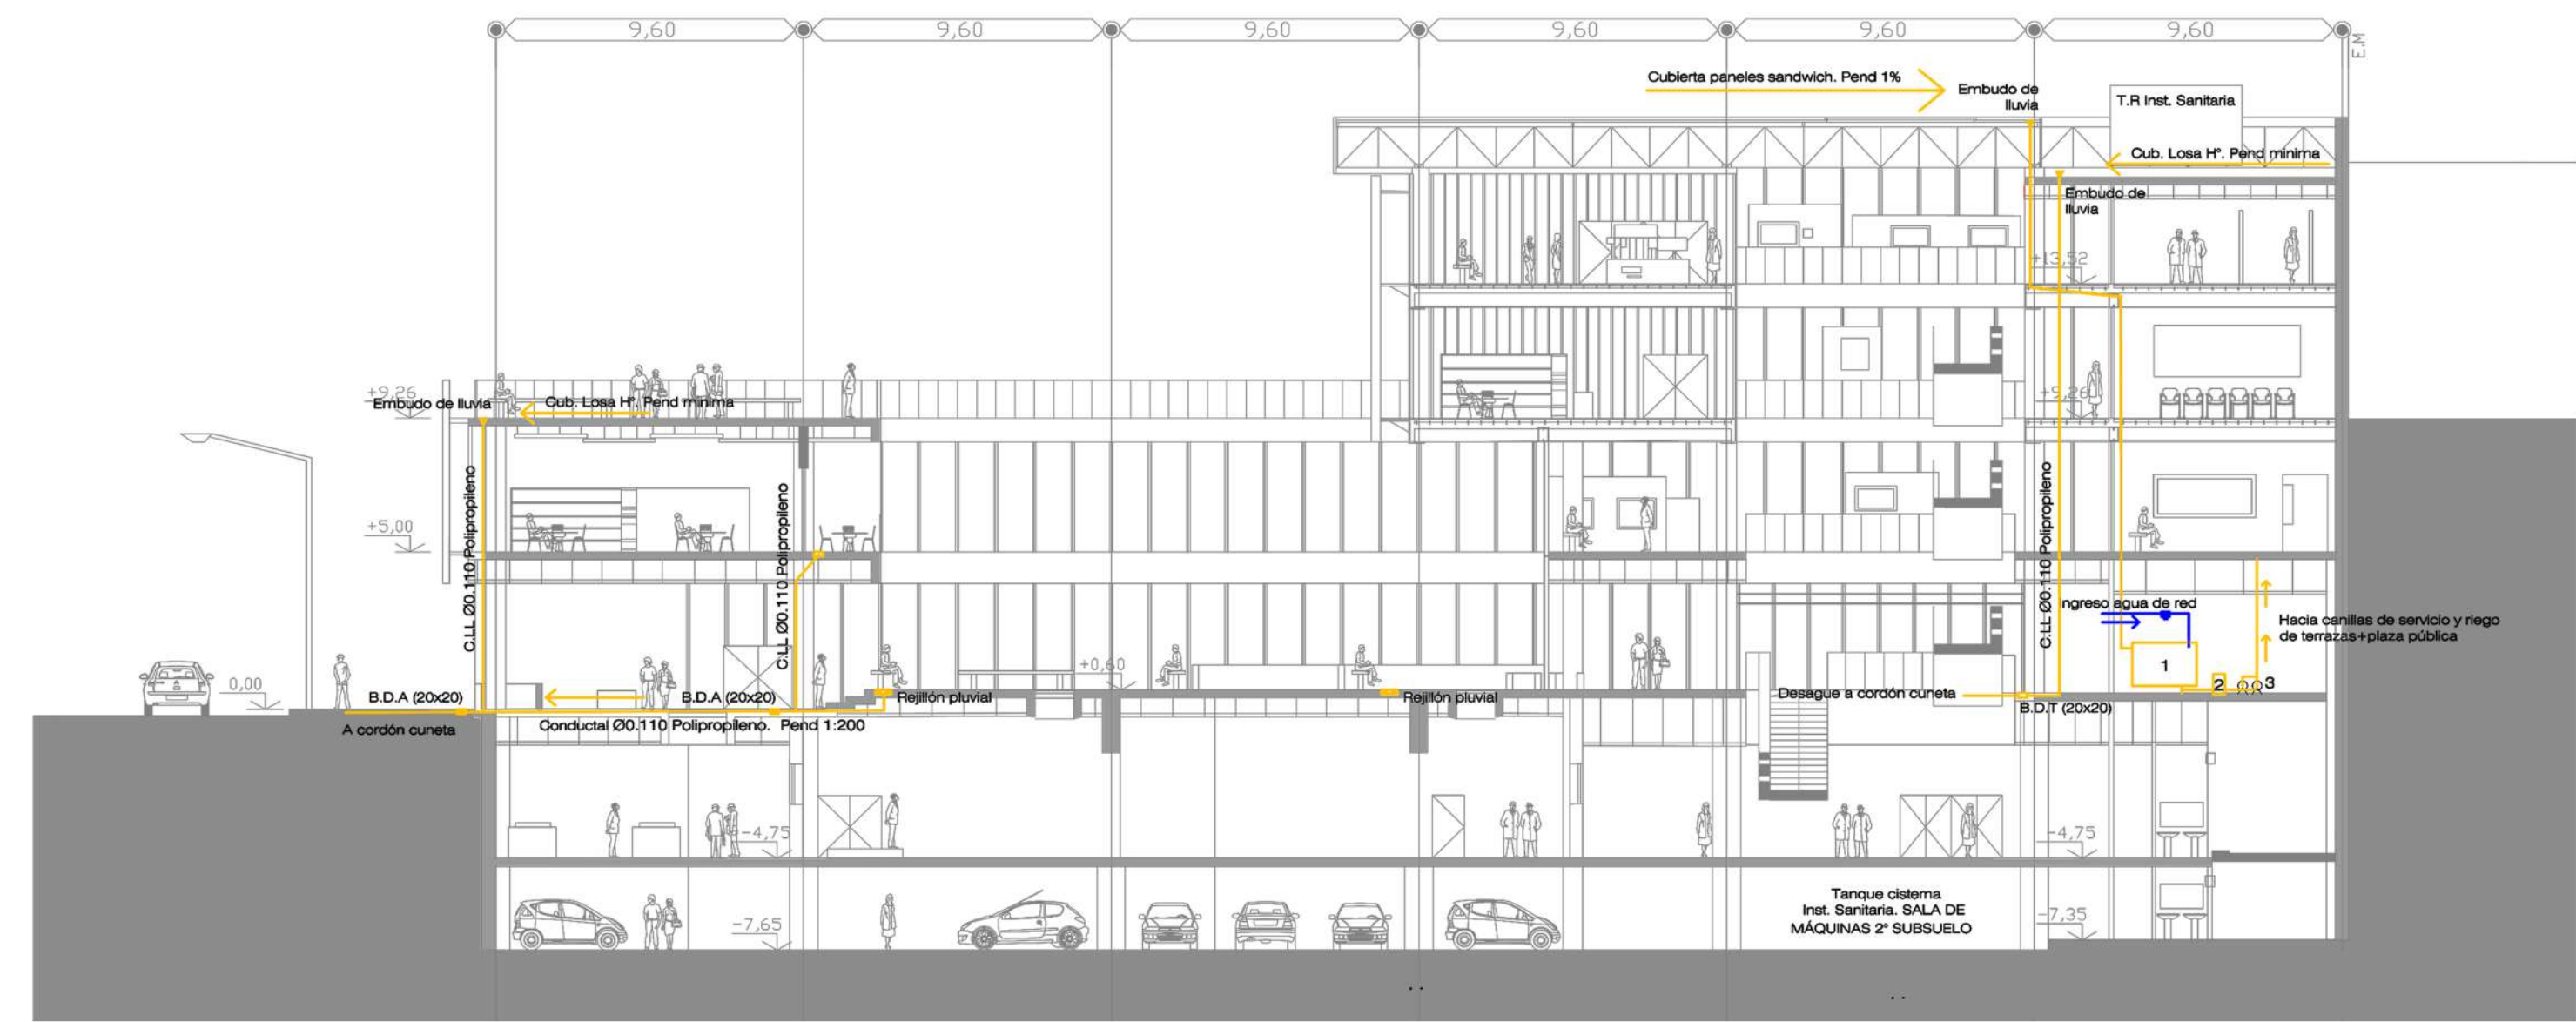 9,60
9,60
9,60
9,60
9,60
9,60
E.M
Cubierta paneles sandwich. Pend 1%
Embudo de
lluvia
T.R Inst. Sanitaria
Cub. Losa H°. Pend minima
Embudo de
lluvia
+13,52
+9,26
Embudo de lluvia
Cub. Losa H°. Pend minima
+9,26
+5,00
C.LL Ø0.110 Polipropileno
C.LL Ø0.110 Polipropileno
C.LL Ø0.110 Polipropileno
Ingreso agua de red
Hacia canillas de servicio y riego
de terrazas+plaza pública
1
2
3
+0,60
0,00
B.D.A (20x20)
B.D.A (20x20)
Rejillón pluvial
Rejillón pluvial
Desague a cordón cuneta
B.D.T (20x20)
A cordón cuneta
Conductal Ø0.110 Polipropileno. Pend 1:200
-4,75
-4,75
Tanque cisterna
Inst. Sanitaria. SALA DE
MÁQUINAS 2° SUBSUELO
-7,65
-7,35